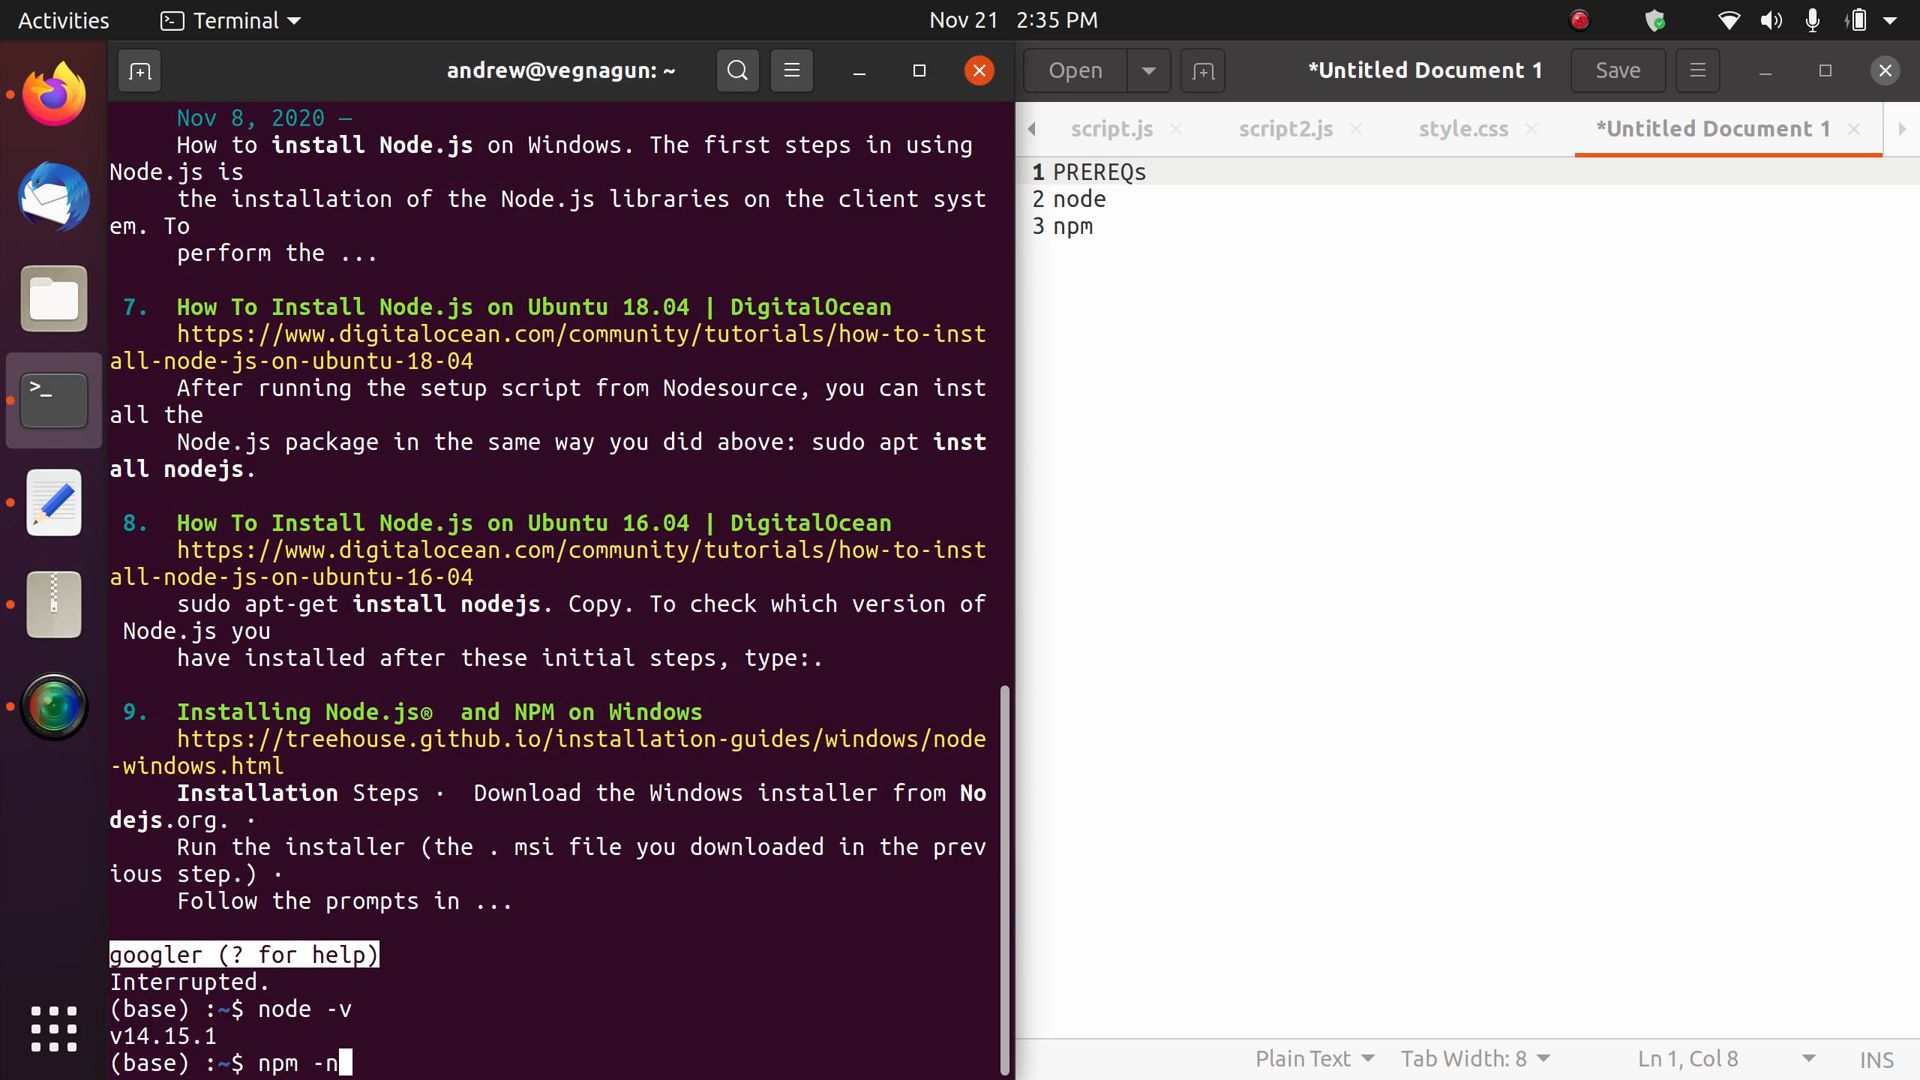 Activities Terminal Nov 21 2:35 PM
andrew@vegnagun: ~
Nov 8, 2020 —
How to install Node.js on Windows. The first steps in using
Node.js is
the installation of the Node.js libraries on the client syst
em. To
perform the ...
7. How To Install Node.js on Ubuntu 18.04 | DigitalOcean
https://www.digitalocean.com/community/tutorials/how-to-inst
all-node-js-on-ubuntu-18-04
After running the setup script from Nodesource, you can inst
all the
Node.js package in the same way you did above: sudo apt inst
all nodejs.
8. How To Install Node.js on Ubuntu 16.04 | DigitalOcean
https://www.digitalocean.com/community/tutorials/how-to-inst
all-node-js-on-ubuntu-16-04
sudo apt-get install nodejs. Copy. To check which version of
Node.js you
have installed after these initial steps, type:.
9. Installing Node.js® and NPM on Windows
https://treehouse.github.io/installation-guides/windows/node
-windows.html
Installation Steps · Download the Windows installer from No
dejs.org. ·
Run the installer (the . msi file you downloaded in the prev
ious step.) ·
Follow the prompts in ...
googler (? for help)
Interrupted.
(base) :~$ node -v
v14.15.1
(base) :~$ npm -n
Open *Untitled Document 1 Save
script.js script2.js style.css *Untitled Document 1
1 PREREQs
2 node
3 npm
Plain Text Tab Width: 8 Ln 1, Col 8 INS